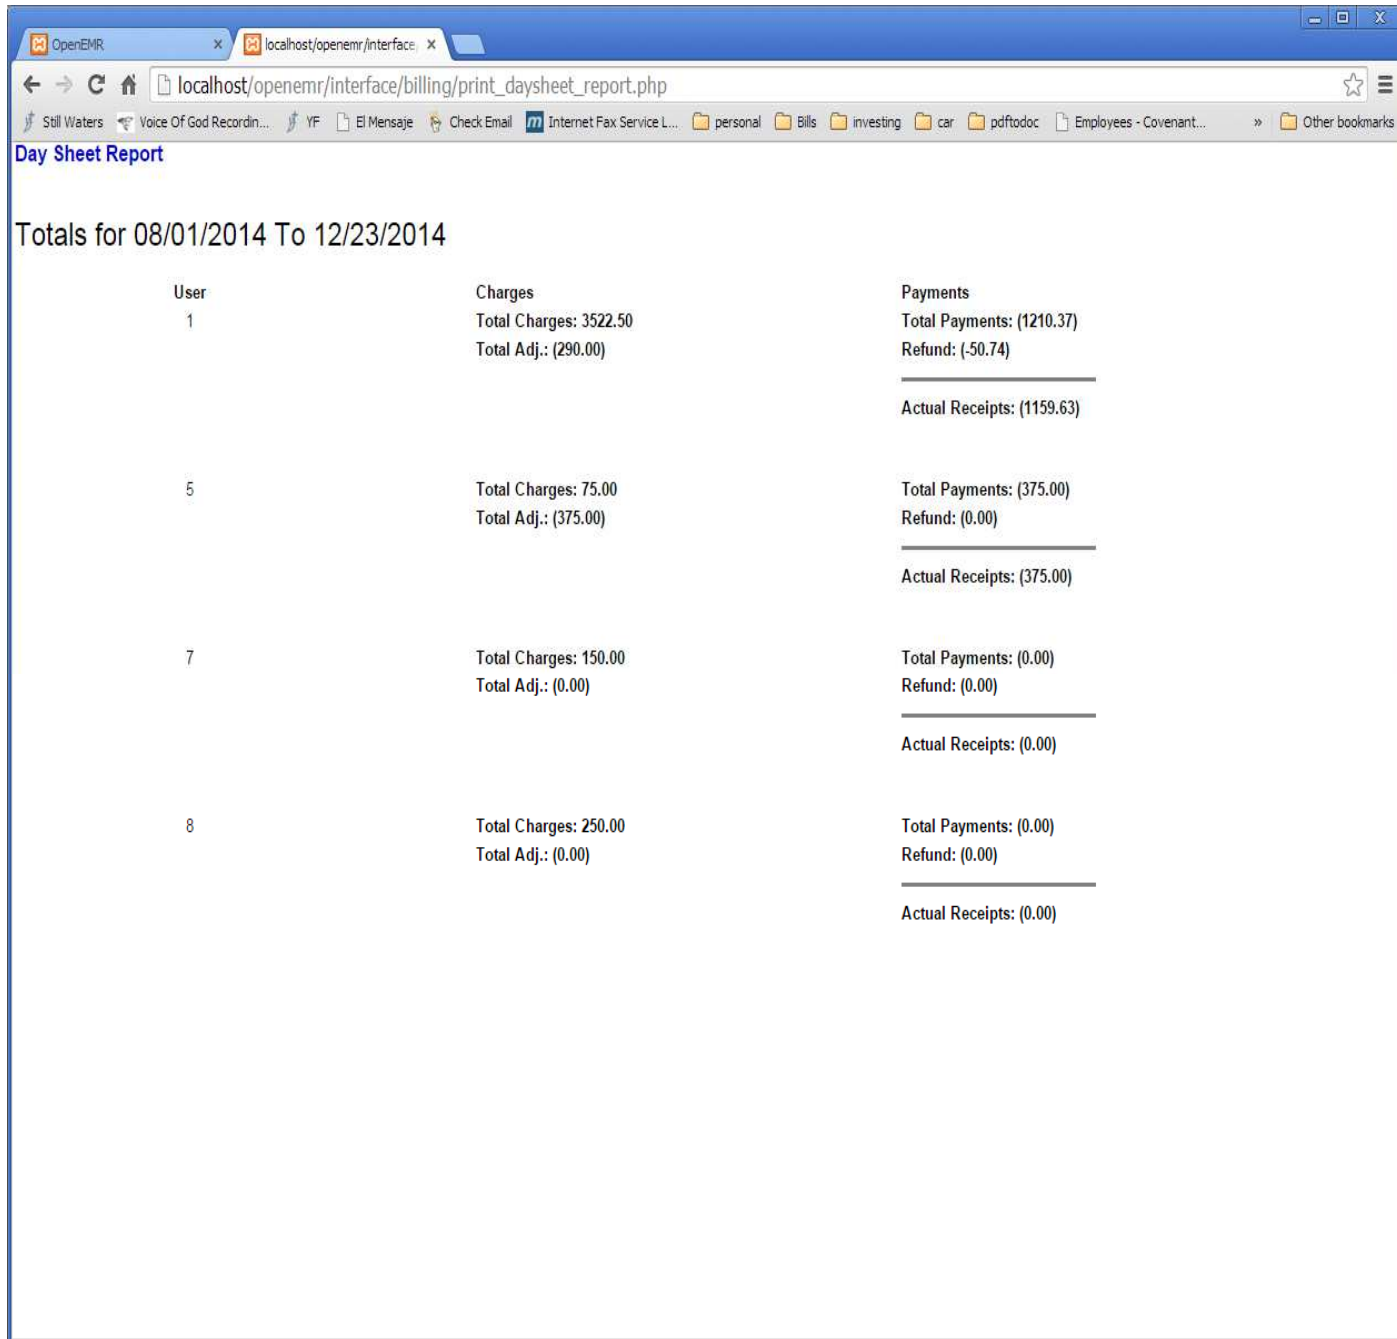 OpenEMR
localhost/openemr/interface
localhost/openemr/interface/billing/print_daysheet_report.php
Still Waters Voice Of God Recordin... YF El Mensaje Check Email Internet Fax Service L... personal Bills investing car pdftodoc Employees - Covenant... » Other bookmarks
Day Sheet Report
Totals for 08/01/2014 To 12/23/2014
User Charges Payments
1 Total Charges: 3522.50 Total Payments: (1210.37)
Total Adj.: (290.00) Refund: (-50.74)
Actual Receipts: (1159.63)
5 Total Charges: 75.00 Total Payments: (375.00)
Total Adj.: (375.00) Refund: (0.00)
Actual Receipts: (375.00)
7 Total Charges: 150.00 Total Payments: (0.00)
Total Adj.: (0.00) Refund: (0.00)
Actual Receipts: (0.00)
8 Total Charges: 250.00 Total Payments: (0.00)
Total Adj.: (0.00) Refund: (0.00)
Actual Receipts: (0.00)